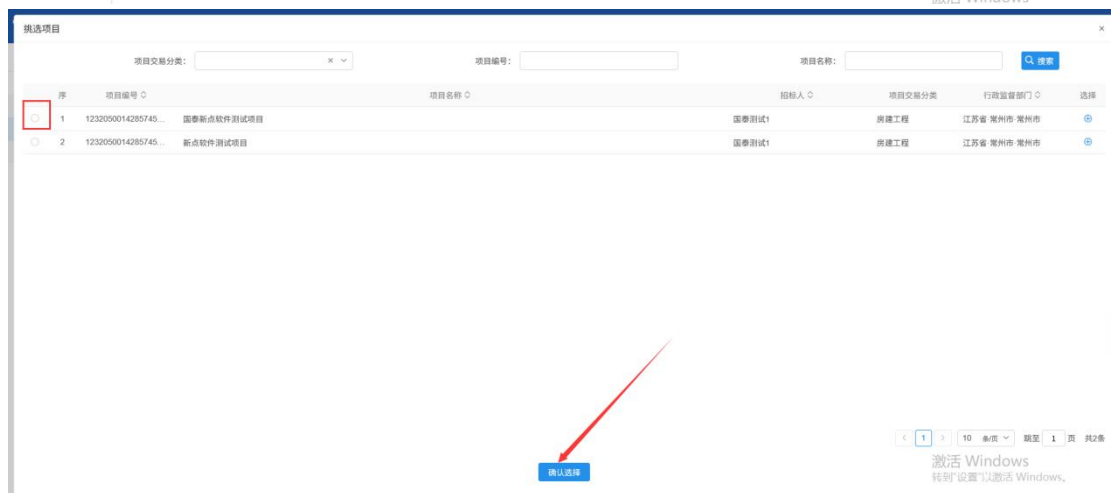 激活 Windows
挑选项目 ×
项目交易分类： × 项目编号： 项目名称： 搜索
序 项目编号 项目名称 招标人 项目交易分类 行政监督部门 选择
1 1232050014285745... 国泰新点软件测试项目 国泰测试1 房建工程 江苏省·常州市·常州市
2 1232050014285745... 新点软件测试项目 国泰测试1 房建工程 江苏省·常州市·常州市
< 1 > 10 条/页 跳至 1 页 共2条
确认选择
激活 Windows
转到"设置"以激活 Windows。